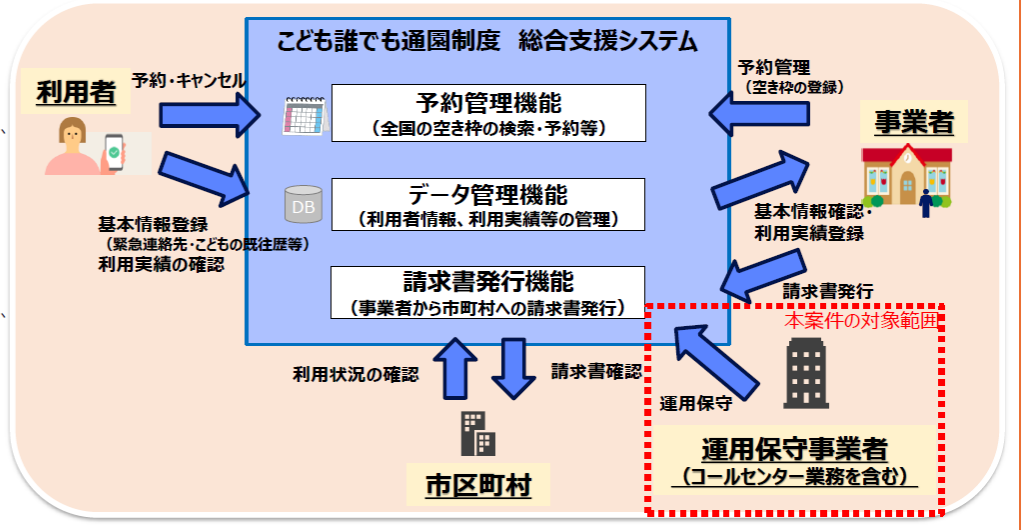 こども誰でも通園制度 総合支援システム
利用者
予約・キャンセル
予約管理機能
（全国の空き枠の検索・予約等）
予約管理
（空き枠の登録）
事業者
DB
データ管理機能
（利用者情報、利用実績等の管理）
基本情報登録
（緊急連絡先・こどもの既往歴等）
利用実績の確認
基本情報確認・
利用実績登録
請求書発行機能
（事業者から市町村への請求書発行）
請求書発行
本案件の対象範囲
利用状況の確認
請求書確認
運用保守
市区町村
運用保守事業者
（コールセンター業務を含む）
、
、